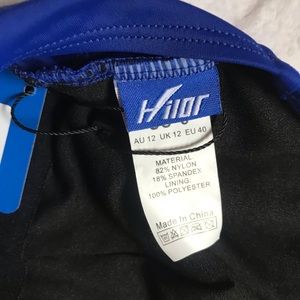 Hilor
AU 12 UK 12 EU 40
MATERIAL:
82% NYLON
18% SPANDEX
LINING:
100% POLYESTER
Made In China